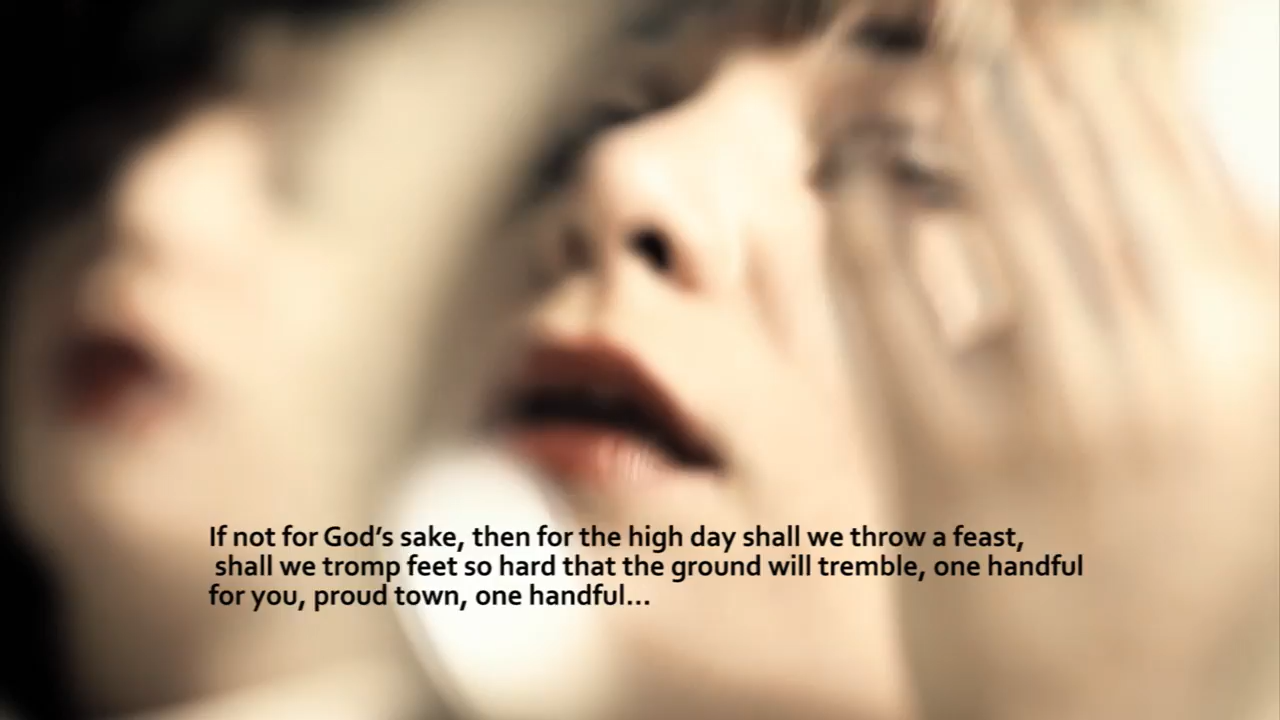 If not for God’s sake, then for the high day shall we throw a feast,
shall we tromp feet so hard that the ground will tremble, one handful
for you, proud town, one handful...